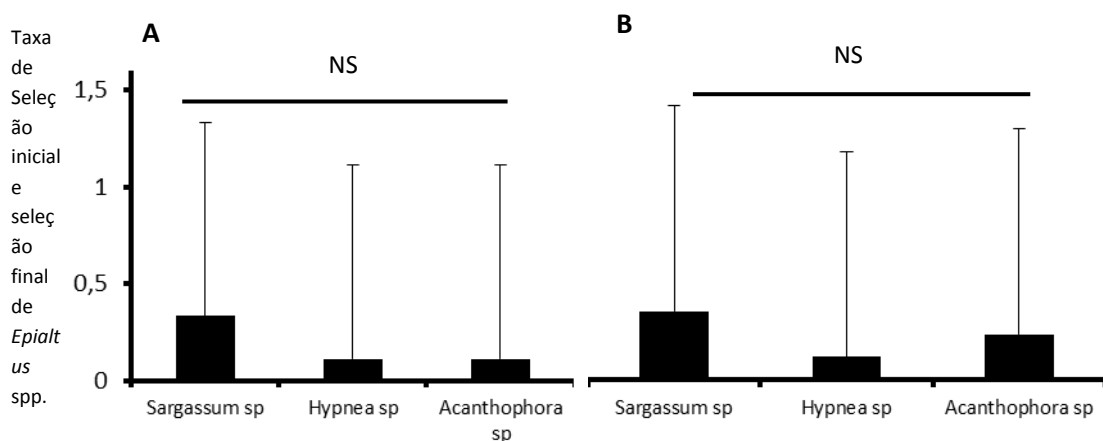 Taxa
de
Seleç
ão
inicial
e
seleç
ão
final
de
Epialt
us
spp.
A
NS
1,5
1
0,5
0
Sargassum sp
Hypnea sp
Acanthophora
sp
B
NS
Sargassum sp
Hypnea sp
Acanthophora sp